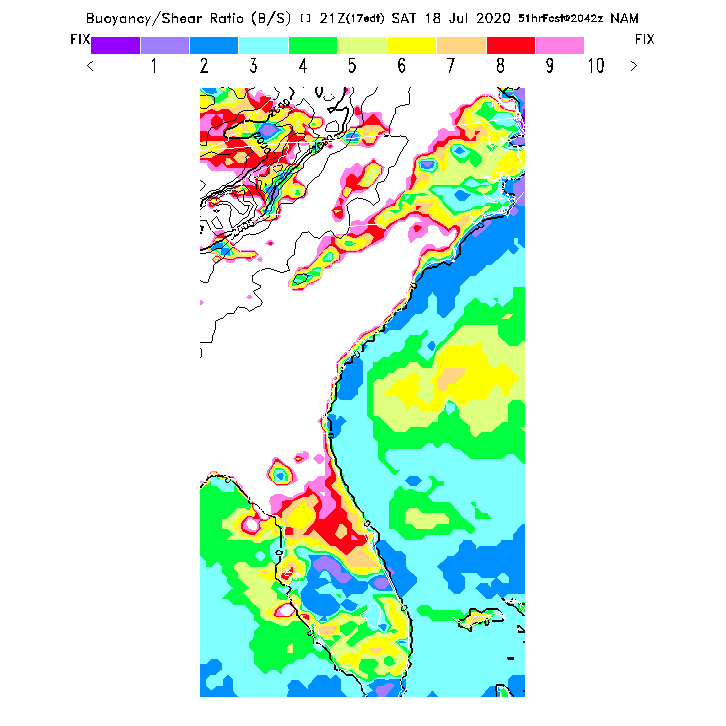 Buoyancy/Shear Ratio (B/S) [] 21Z(17edt) SAT 18 Jul 2020 51hrFcst@2042z NAM
FIX FIX
< 1 2 3 4 5 6 7 8 9 10 >